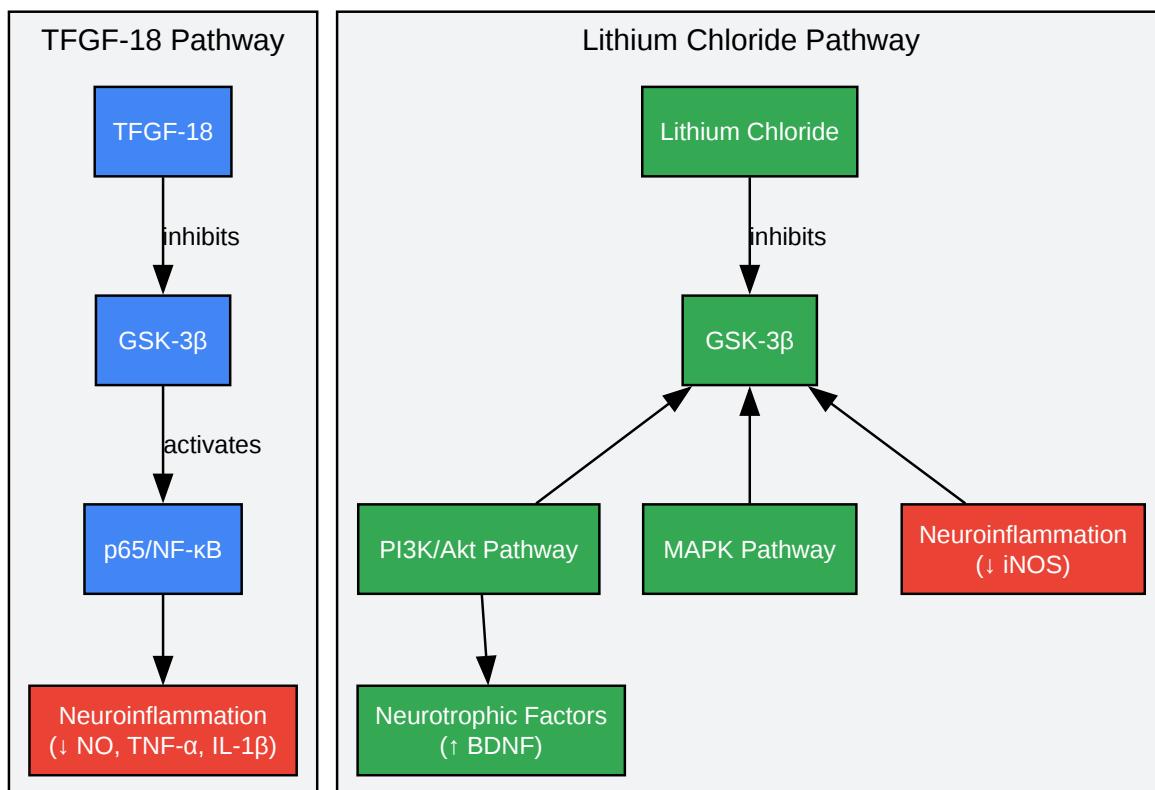 TFGF-18 Pathway
TFGF-18
inhibits
GSK-3β
activates
p65/NF-κB
Neuroinflammation
(↓ NO, TNF-α, IL-1β)
Lithium Chloride Pathway
Lithium Chloride
inhibits
GSK-3β
PI3K/Akt Pathway
MAPK Pathway
Neuroinflammation
(↓ iNOS)
Neurotrophic Factors
(↑ BDNF)